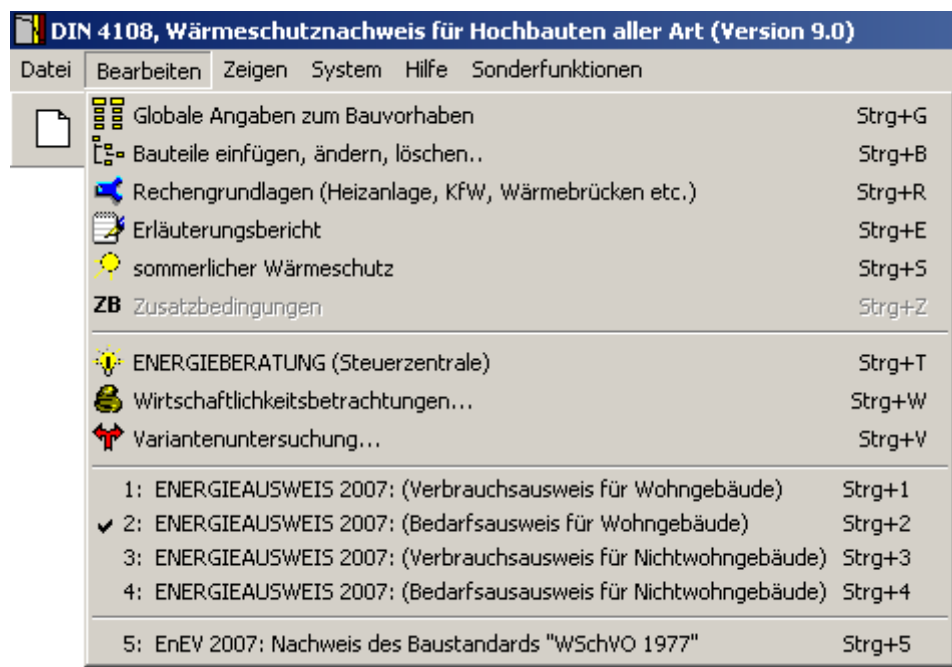 DIN 4108, Wärmeschutznachweis für Hochbauten aller Art (Version 9.0)
Datei Bearbeiten Zeigen System Hilfe Sonderfunktionen
Globale Angaben zum Bauvorhaben Strg+G
Bauteile einfügen, ändern, löschen.. Strg+B
Rechengrundlagen (Heizanlage, KfW, Wärmebrücken etc.) Strg+R
Erläuterungsbericht Strg+E
sommerlicher Wärmeschutz Strg+S
ZB Zusatzbedingungen Strg+Z
ENERGIEBERATUNG (Steuerzentrale) Strg+T
Wirtschaftlichkeitsbetrachtungen... Strg+W
Variantenuntersuchung... Strg+V
1: ENERGIEAUSWEIS 2007: (Verbrauchsausweis für Wohngebäude) Strg+1
2: ENERGIEAUSWEIS 2007: (Bedarfsausweis für Wohngebäude) Strg+2
3: ENERGIEAUSWEIS 2007: (Verbrauchsausweis für Nichtwohngebäude) Strg+3
4: ENERGIEAUSWEIS 2007: (Bedarfsausausweis für Nichtwohngebäude) Strg+4
5: EnEV 2007: Nachweis des Baustandards "WSchVO 1977" Strg+5